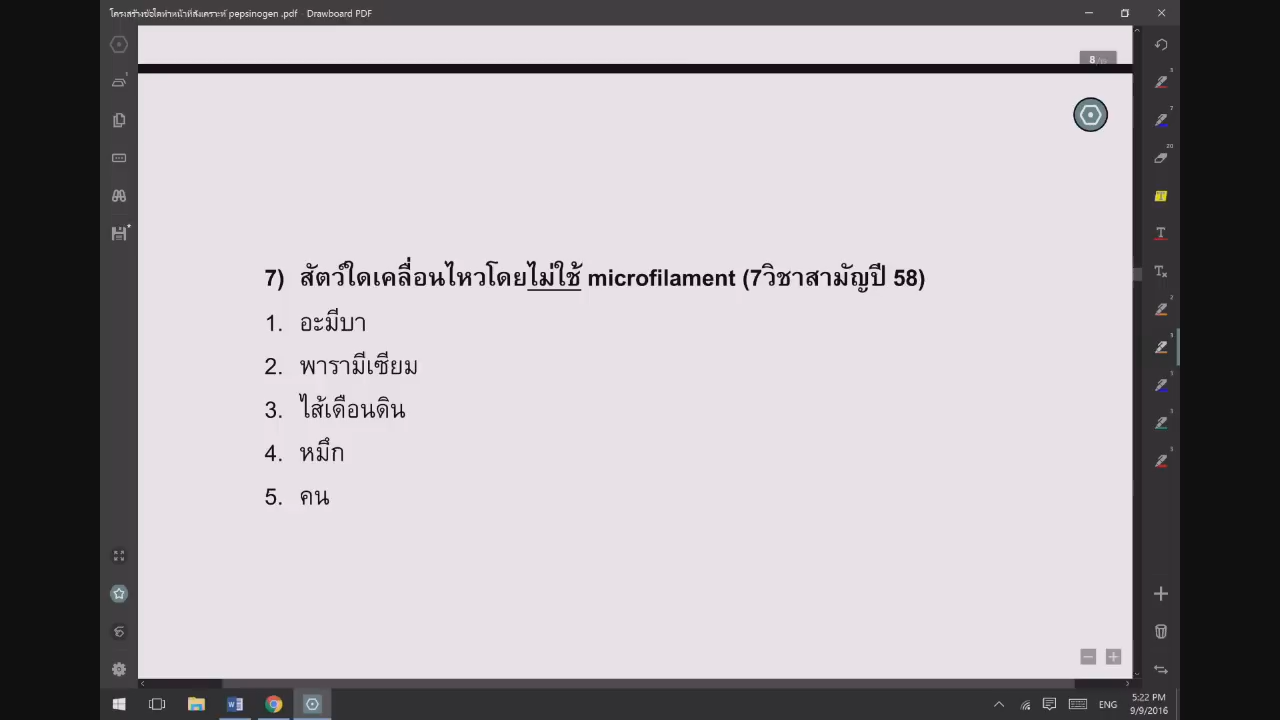 โครงสร้างข้อใดทำหน้าที่สังเคราะห์ pepsinogen .pdf - Drawboard PDF
8/19
7) สัตว์ใดเคลื่อนไหวโดยไม่ใช้ microfilament (7วิชาสามัญปี 58)
1. อะมีบา
2. พารามีเซียม
3. ไส้เดือนดิน
4. หมึก
5. คน
ENG
5:22 PM
9/9/2016